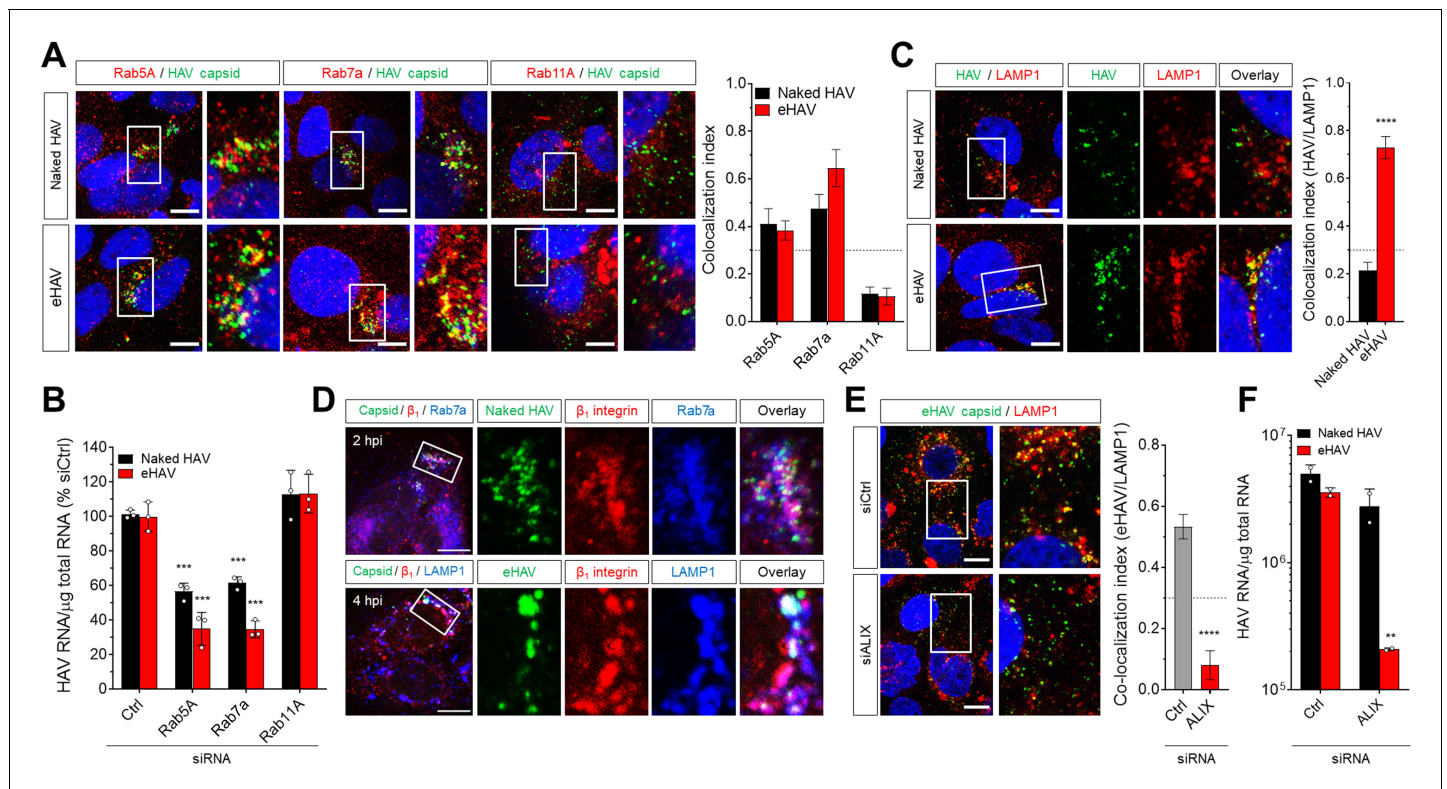 A
Rab5A / HAV capsid
Rab7a / HAV capsid
Rab11A / HAV capsid
Naked HAV
eHAV
Colocalization index
1.0
0.8
0.6
0.4
0.2
0.0
Naked HAV
eHAV
Rab5A
Rab7a
Rab11A
C
HAV / LAMP1
HAV
LAMP1
Overlay
Naked HAV
eHAV
Colocalization index (HAV/LAMP1)
1.0
0.8
0.6
0.4
0.2
0.0
****
Naked HAV
eHAV
B
HAV RNA/µg total RNA (% siCtrl)
140
120
100
80
60
40
20
0
Naked HAV
eHAV
***
***
***
***
Ctrl
Rab5A
Rab7a
Rab11A
siRNA
D
Capsid / β1 / Rab7a
Naked HAV
β1 integrin
Rab7a
Overlay
2 hpi
Capsid / β1 / LAMP1
eHAV
β1 integrin
LAMP1
Overlay
4 hpi
E
eHAV capsid / LAMP1
siCtrl
siALIX
Co-localization index (eHAV/LAMP1)
0.8
0.6
0.4
0.2
0.0
****
Ctrl
ALIX
siRNA
F
HAV RNA/µg total RNA
10^7
10^6
10^5
Naked HAV
eHAV
**
Ctrl
ALIX
siRNA